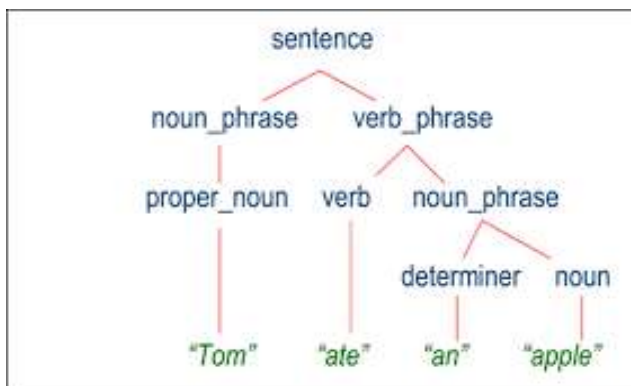 sentence
noun_phrase verb_phrase
proper_noun verb noun_phrase
determiner noun
“Tom” “ate” “an” “apple”